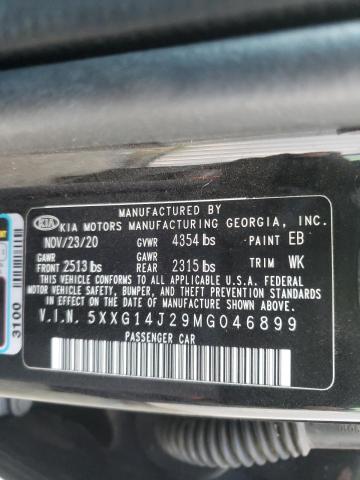 MANUFACTURED BY
KIA KIA MOTORS MANUFACTURING GEORGIA, INC.
NOV/23/20 GVWR 4354 lbs PAINT EB
GAWR FRONT 2513 lbs GAWR REAR 2315 lbs TRIM WK
THIS VEHICLE CONFORMS TO ALL APPLICABLE U.S.A. FEDERAL
MOTOR VEHICLE SAFETY, BUMPER, AND THEFT PREVENTION STANDARDS
IN EFFECT ON THE DATE OF MANUFACTURE SHOWN ABOVE.
V.I.N. 5XXG14J29MG046899
PASSENGER CAR
3100